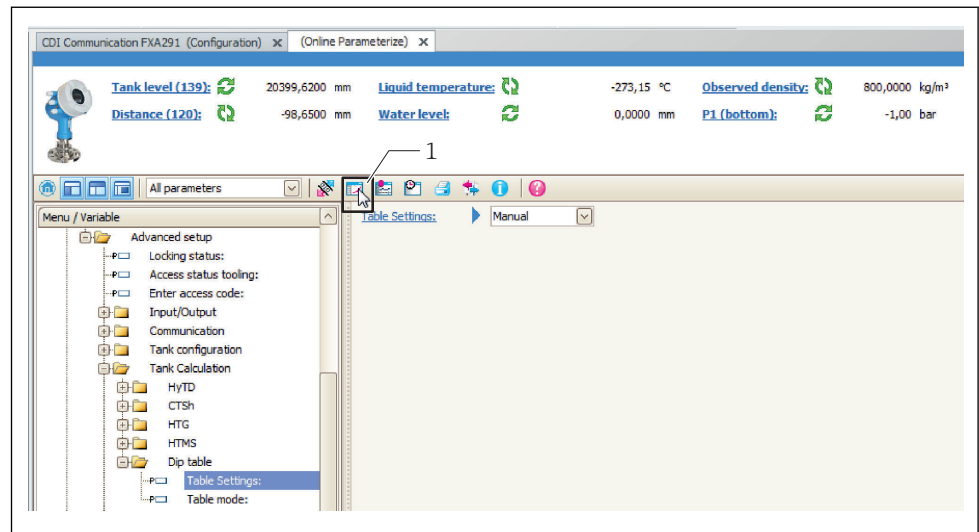 CDI Communication FXA291 (Configuration) X (Online Parameterize) X
Tank level (139): 20399,6200 mm Liquid temperature: -273,15 °C Observed density: 800,0000 kg/m³
Distance (120): -98,6500 mm Water level: 0,0000 mm P1 (bottom): -1,00 bar
1
All parameters
Menu / Variable
Table Settings: Manual
Advanced setup
Locking status:
Access status tooling:
Enter access code:
Input/Output
Communication
Tank configuration
Tank Calculation
HyTD
CTSh
HTG
HTMS
Dip table
Table Settings:
Table mode: